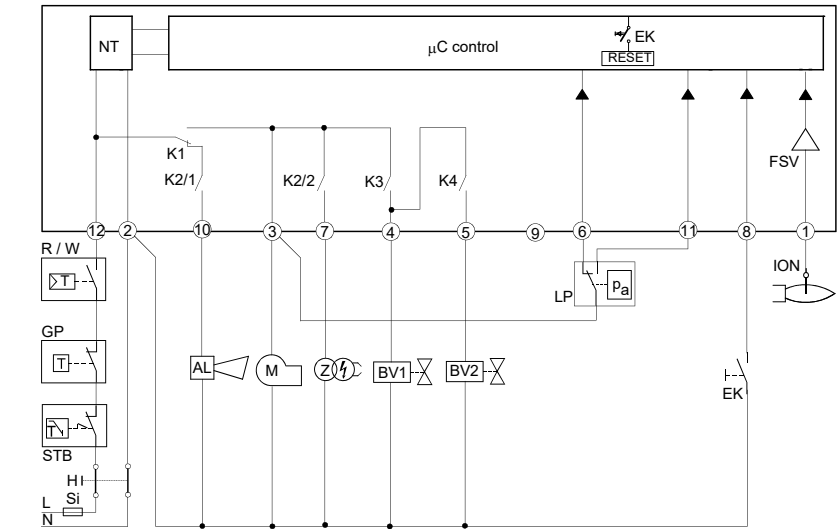 NT
μC control
EK
RESET
K1
FSV
K2/1
K2/2
K3
K4
12
2
10
3
7
4
5
9
6
11
8
1
R / W
T
ION
LP
pa
GP
T
AL
M
Z
BV1
BV2
EK
T
STB
H
Si
L
N